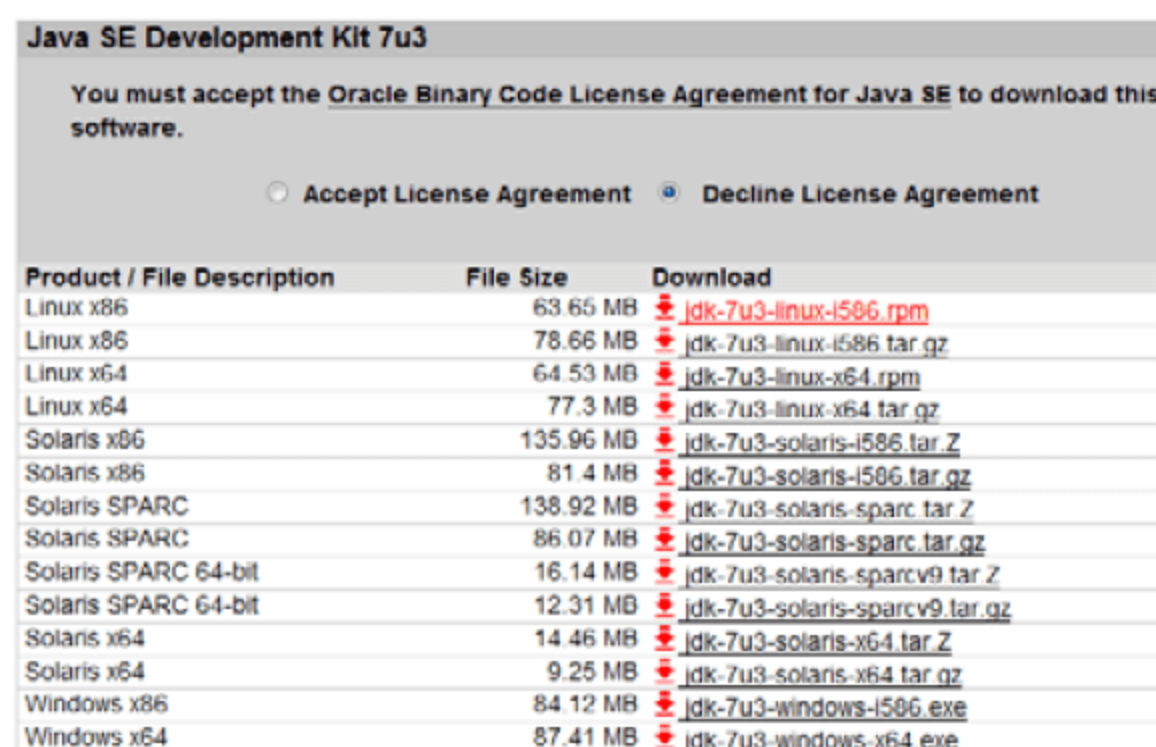 Java SE Development Kit 7u3
You must accept the Oracle Binary Code License Agreement for Java SE to download this
software.
Accept License Agreement Decline License Agreement
Product / File Description File Size Download
Linux x86 63.65 MB jdk-7u3-linux-i586.rpm
Linux x86 78.66 MB jdk-7u3-linux-i586.tar.gz
Linux x64 64.53 MB jdk-7u3-linux-x64.rpm
Linux x64 77.3 MB jdk-7u3-linux-x64.tar.gz
Solaris x86 135.96 MB jdk-7u3-solaris-i586.tar.Z
Solaris x86 81.4 MB jdk-7u3-solaris-i586.tar.gz
Solaris SPARC 138.92 MB jdk-7u3-solaris-sparc.tar.Z
Solaris SPARC 86.07 MB jdk-7u3-solaris-sparc.tar.gz
Solaris SPARC 64-bit 16.14 MB jdk-7u3-solaris-sparcv9.tar.Z
Solaris SPARC 64-bit 12.31 MB jdk-7u3-solaris-sparcv9.tar.gz
Solaris x64 14.46 MB jdk-7u3-solaris-x64.tar.Z
Solaris x64 9.25 MB jdk-7u3-solaris-x64.tar.gz
Windows x86 84.12 MB jdk-7u3-windows-i586.exe
Windows x64 87.41 MB jdk-7u3-windows-x64.exe